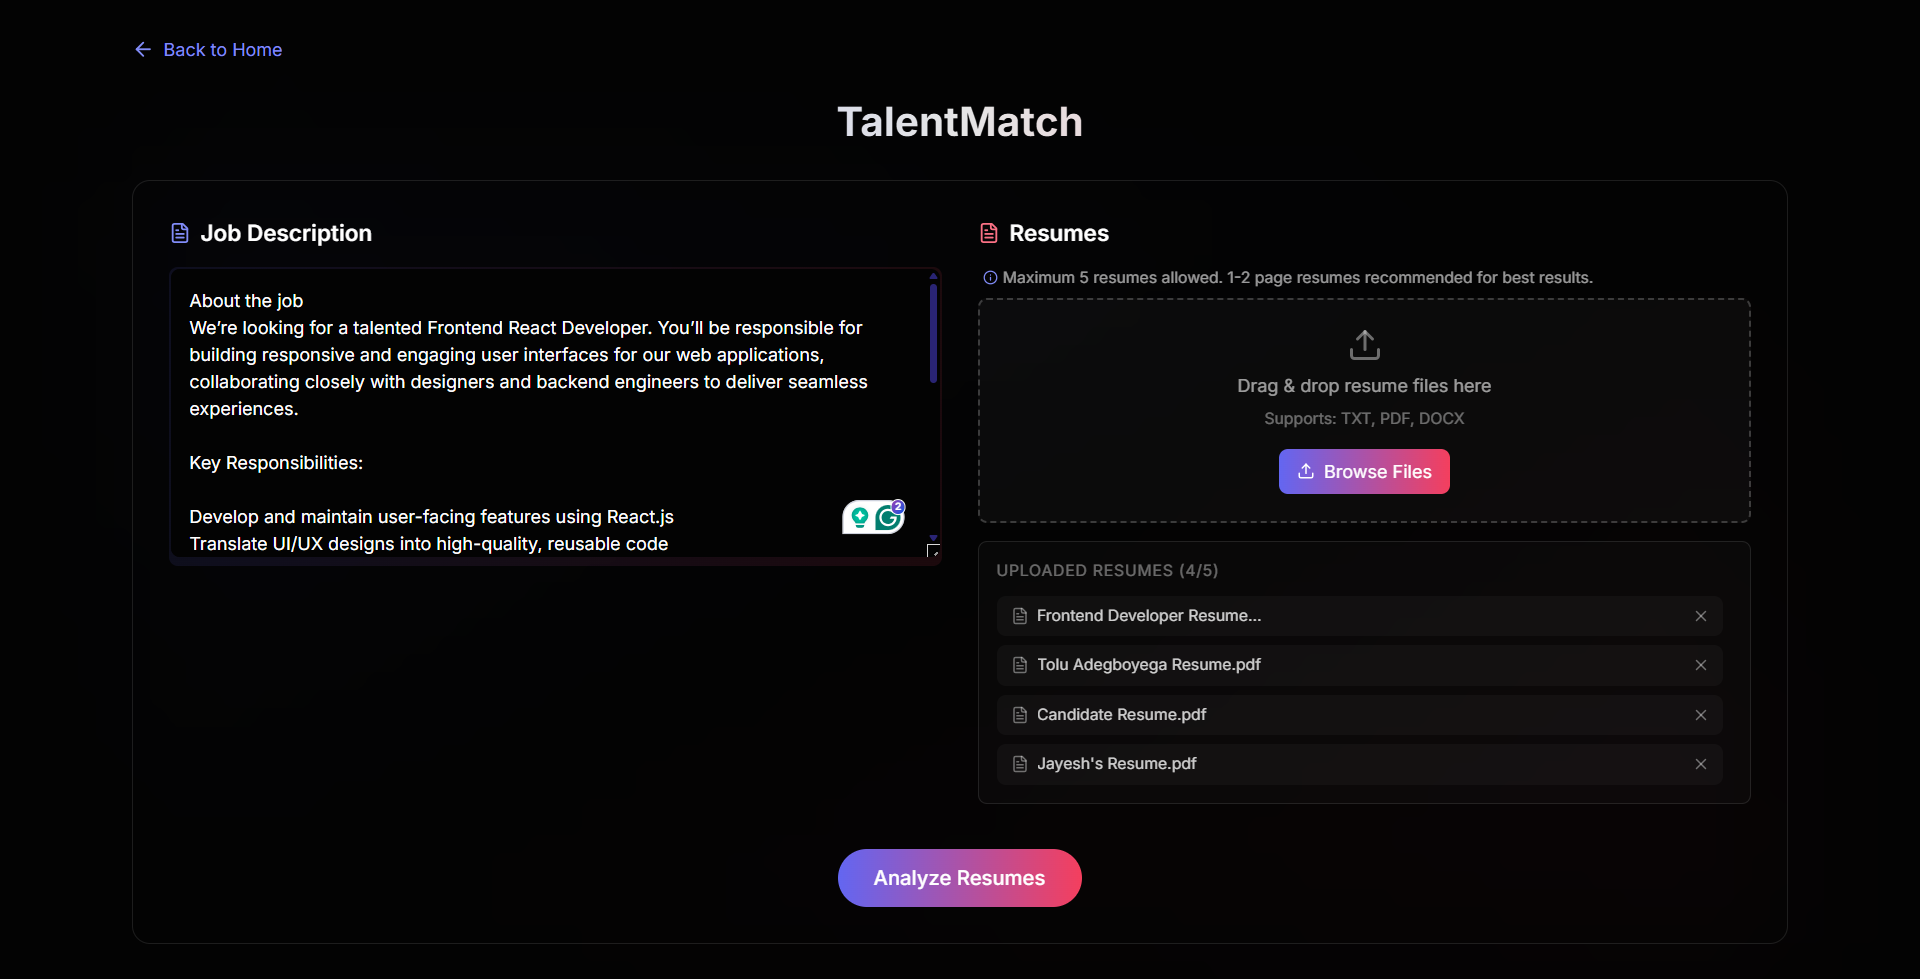 Back to Home
TalentMatch
Job Description
About the job
We’re looking for a talented Frontend React Developer. You’ll be responsible for
building responsive and engaging user interfaces for our web applications,
collaborating closely with designers and backend engineers to deliver seamless
experiences.
Key Responsibilities:
Develop and maintain user-facing features using React.js
Translate UI/UX designs into high-quality, reusable code
2
Resumes
Maximum 5 resumes allowed. 1-2 page resumes recommended for best results.
Drag & drop resume files here
Supports: TXT, PDF, DOCX
Browse Files
UPLOADED RESUMES (4/5)
Frontend Developer Resume...
Tolu Adegboyega Resume.pdf
Candidate Resume.pdf
Jayesh's Resume.pdf
Analyze Resumes